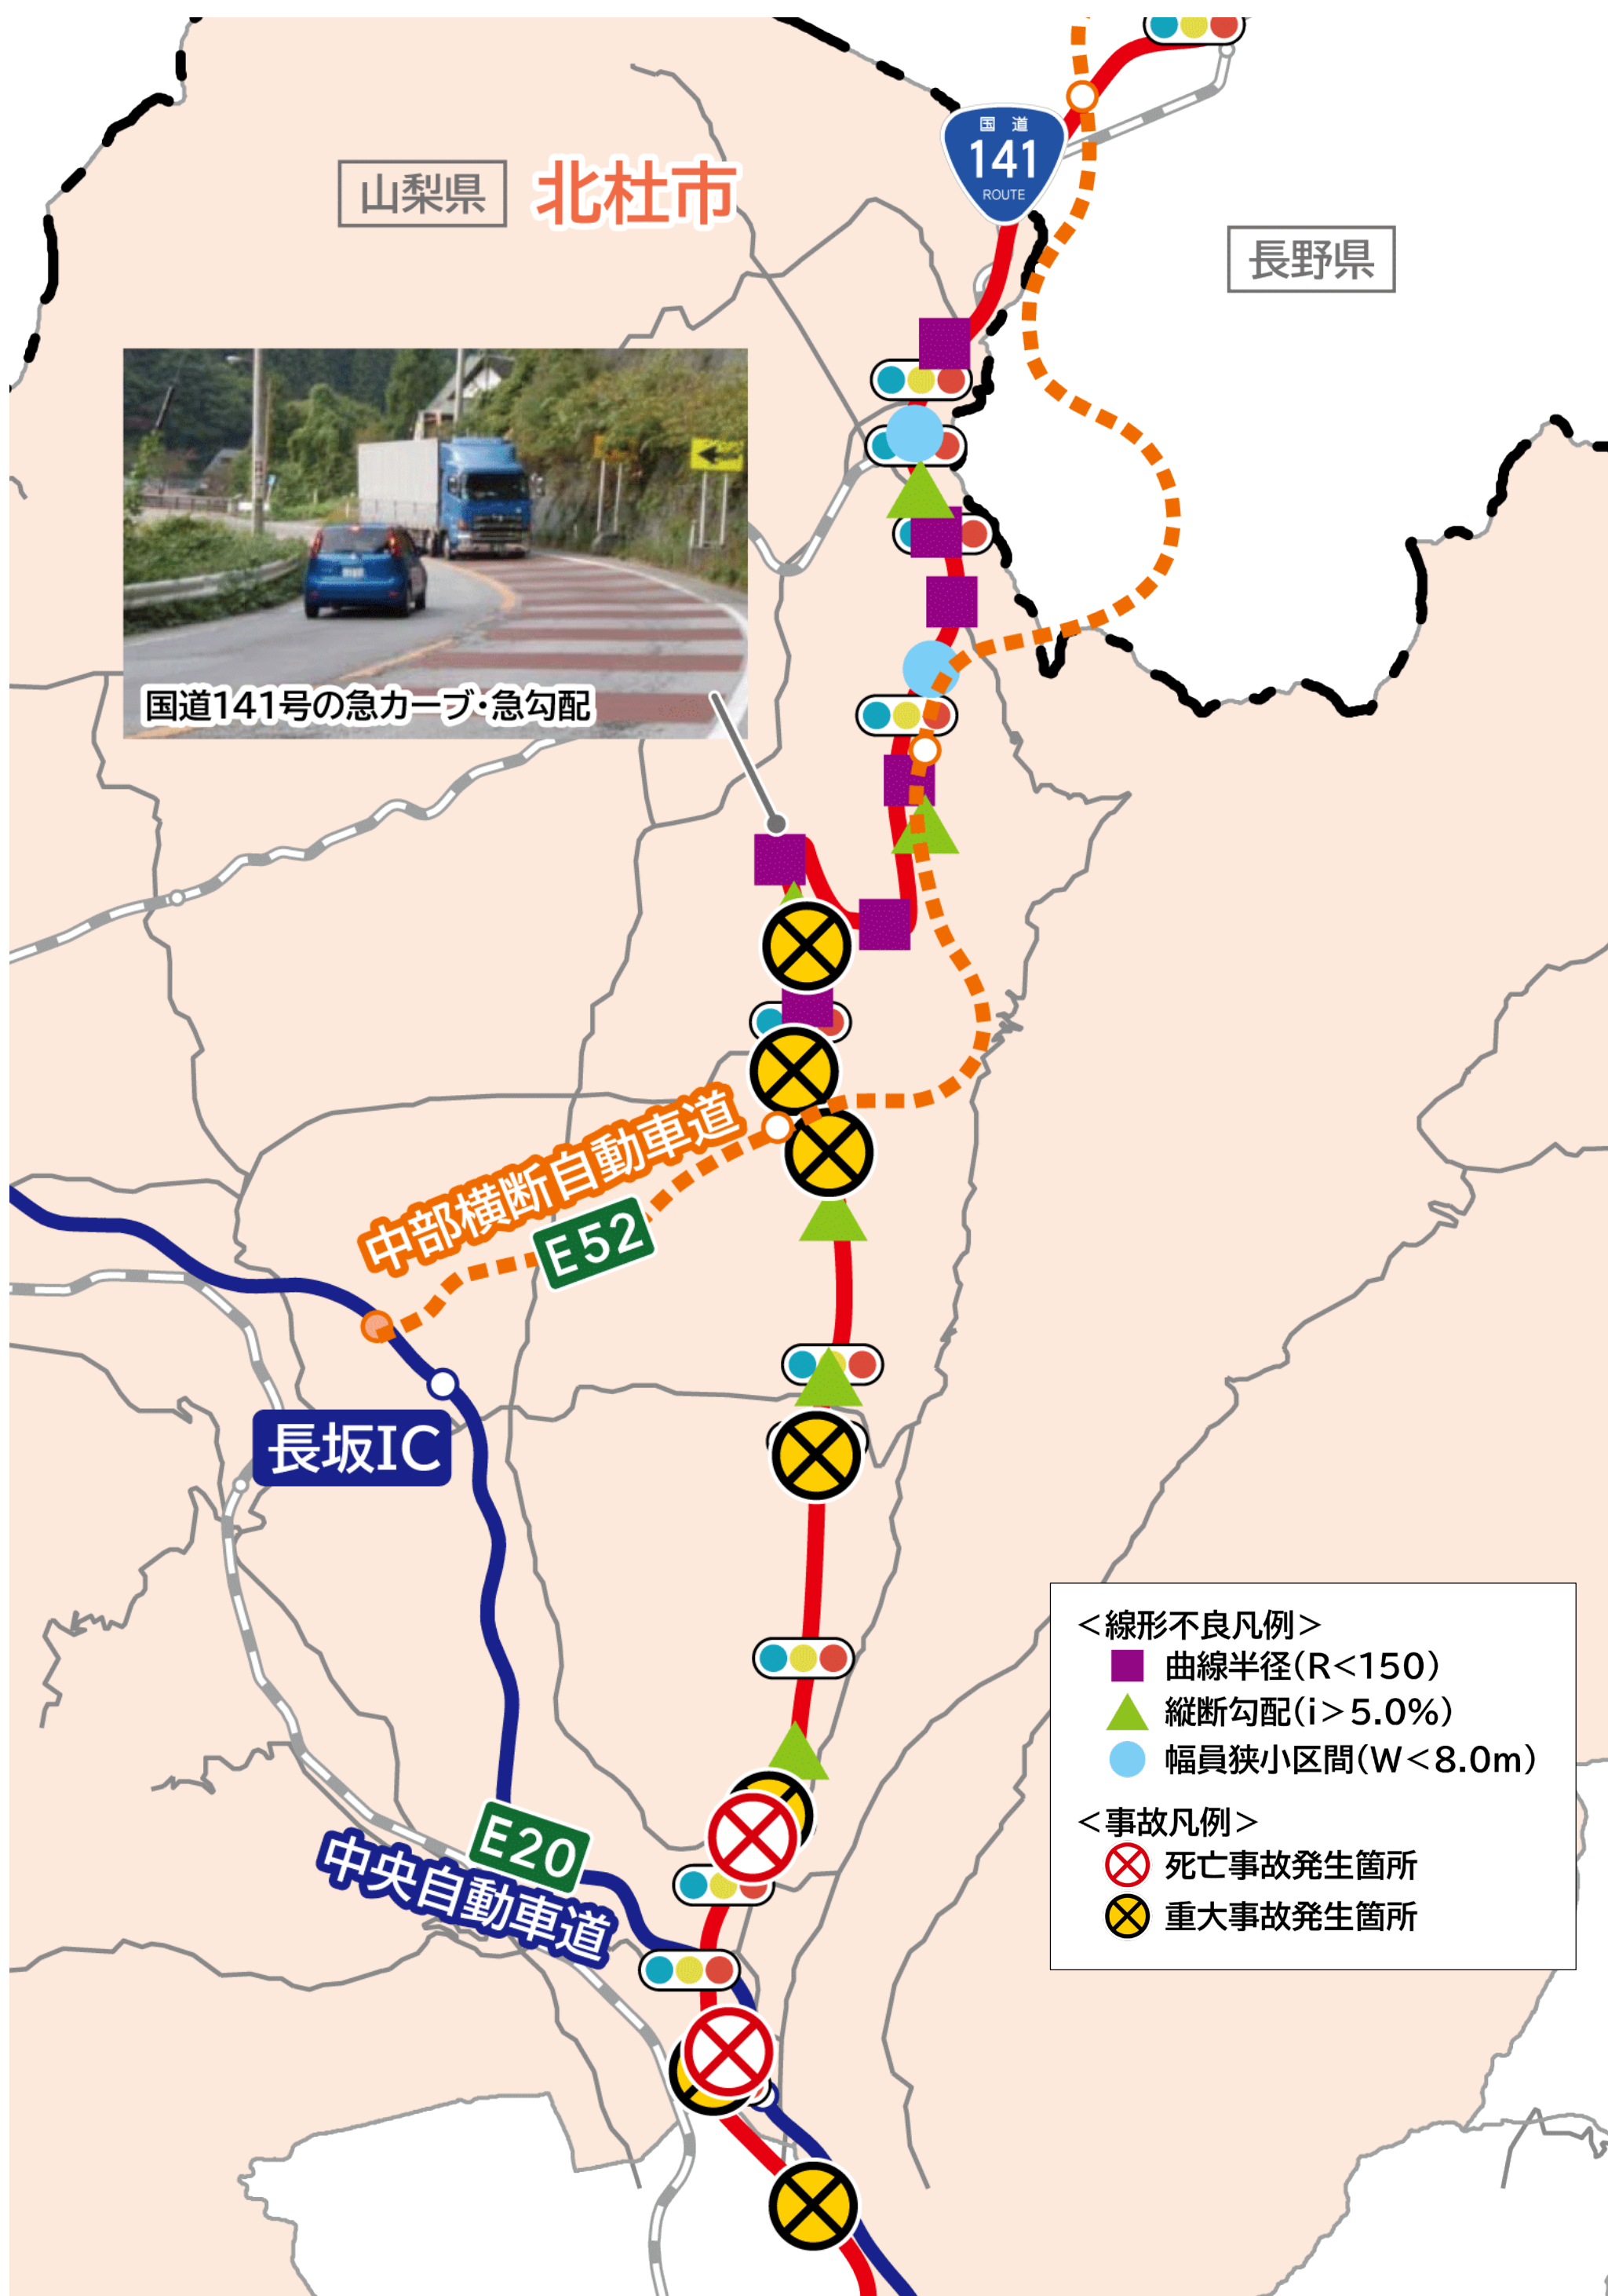 国 道
141
ROUTE
山梨県
北杜市
長野県
国道141号の急カーブ・急勾配
中部横断自動車道
E52
長坂IC
E20
中央自動車道
＜線形不良凡例＞
曲線半径(R＜150)
縦断勾配(i＞5.0%)
幅員狭小区間(W＜8.0m)
＜事故凡例＞
死亡事故発生箇所
重大事故発生箇所